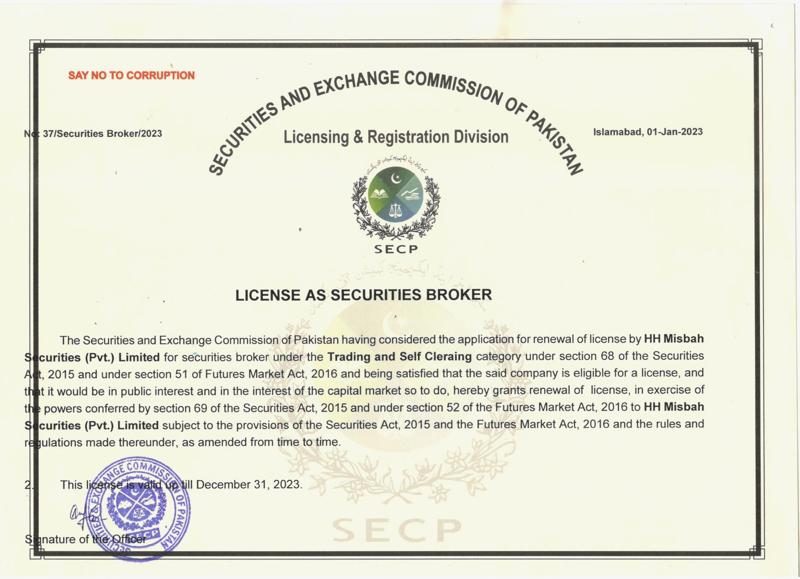 SAY NO TO CORRUPTION
SECURITIES AND EXCHANGE COMMISSION OF PAKISTAN
No: 37/Securities Broker/2023
Licensing & Registration Division
Islamabad, 01-Jan-2023
SECP
LICENSE AS SECURITIES BROKER
The Securities and Exchange Commission of Pakistan having considered the application for renewal of license by HH Misbah
Securities (Pvt.) Limited for securities broker under the Trading and Self Cleraing category under section 68 of the Securities
Act, 2015 and under section 51 of Futures Market Act, 2016 and being satisfied that the said company is eligible for a license, and
that it would be in public interest and in the interest of the capital market so to do, hereby grants renewal of license, in exercise of
the powers conferred by section 69 of the Securities Act, 2015 and under section 52 of the Futures Market Act, 2016 to HH Misbah
Securities (Pvt.) Limited subject to the provisions of the Securities Act, 2015 and the Futures Market Act, 2016 and the rules and
regulations made thereunder, as amended from time to time.
2. This license is valid up till December 31, 2023.
SECURITIES & EXCHANGE COMMISSION OF PAKISTAN
SECP
SECP
Signature of the Officer